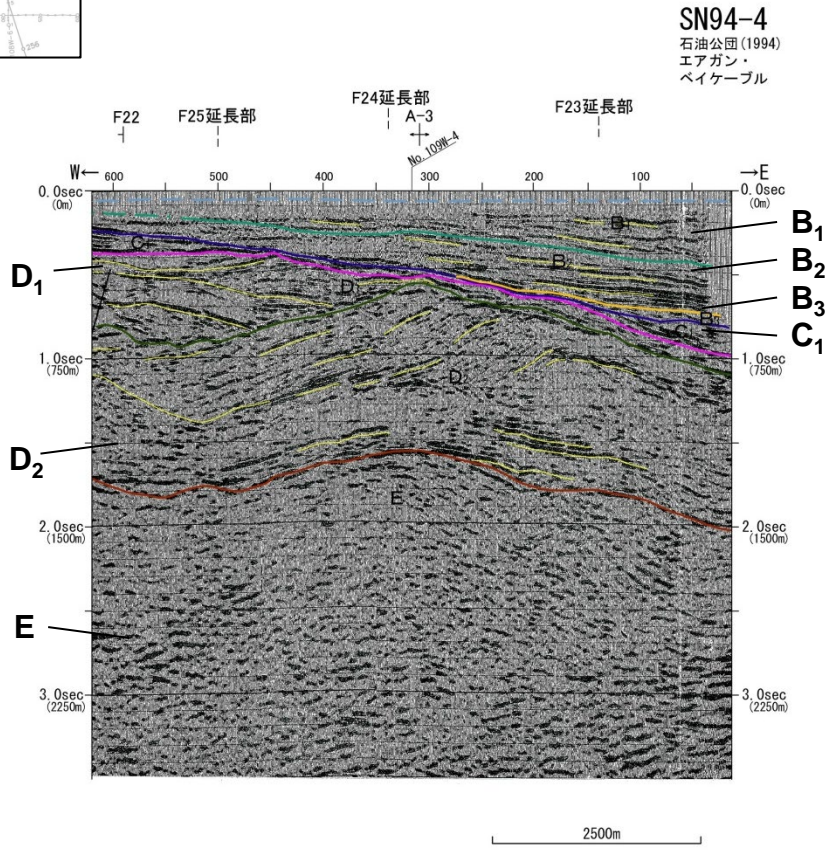 256
SN94-4
石油公団(1994)
エアガン・
ベイケーブル
F22
F25延長部
F24延長部
A-3
F23延長部
No.109W-4
W←
600
500
400
300
200
100
→E
0.0sec
(0m)
0.0sec
(0m)
B₁
B₂
D₁
B₃
C₁
1.0sec
(750m)
1.0sec
(750m)
D₂
E
2.0sec
(1500m)
2.0sec
(1500m)
E
3.0sec
(2250m)
3.0sec
(2250m)
2500m